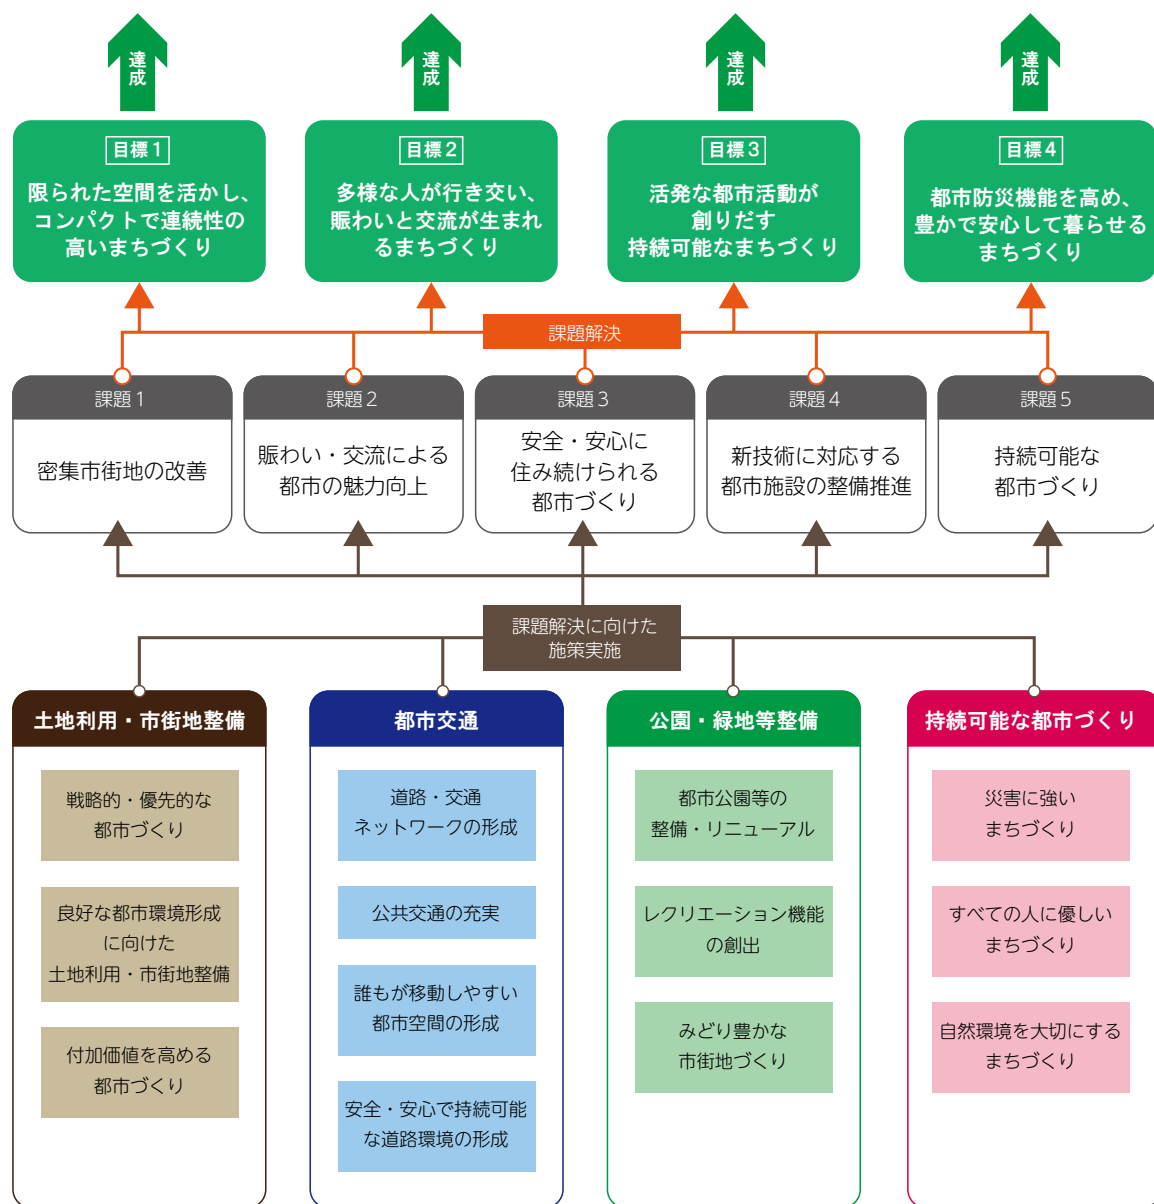 達成
達成
達成
達成
目標1
限られた空間を活かし、
コンパクトで連続性の
高いまちづくり
目標2
多様な人が行き交い、
賑わいと交流が生まれ
るまちづくり
目標3
活発な都市活動が
創りだす
持続可能なまちづくり
目標4
都市防災機能を高め、
豊かで安心して暮らせる
まちづくり
課題解決
課題1
密集市街地の改善
課題2
賑わい・交流による
都市の魅力向上
課題3
安全・安心に
住み続けられる
都市づくり
課題4
新技術に対応する
都市施設の整備推進
課題5
持続可能な
都市づくり
課題解決に向けた
施策実施
土地利用・市街地整備
戦略的・優先的な
都市づくり
良好な都市環境形成
に向けた
土地利用・市街地整備
付加価値を高める
都市づくり
都市交通
道路・交通
ネットワークの形成
公共交通の充実
誰もが移動しやすい
都市空間の形成
安全・安心で持続可能
な道路環境の形成
公園・緑地等整備
都市公園等の
整備・リニューアル
レクリエーション機能
の創出
みどり豊かな
市街地づくり
持続可能な都市づくり
災害に強い
まちづくり
すべての人に優しい
まちづくり
自然環境を大切にする
まちづくり